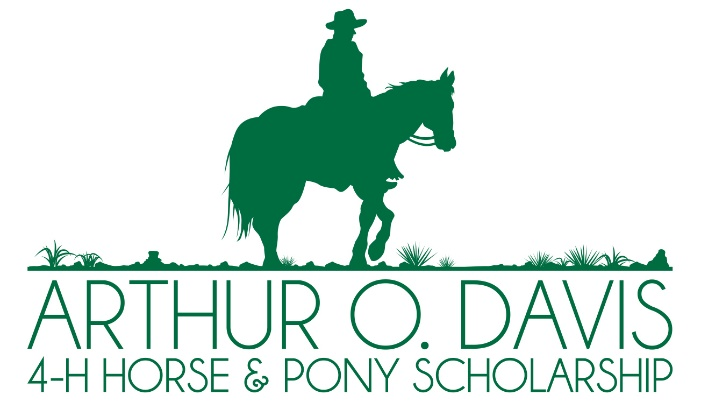 ARTHUR O. DAVIS
4-H HORSE & PONY SCHOLARSHIP